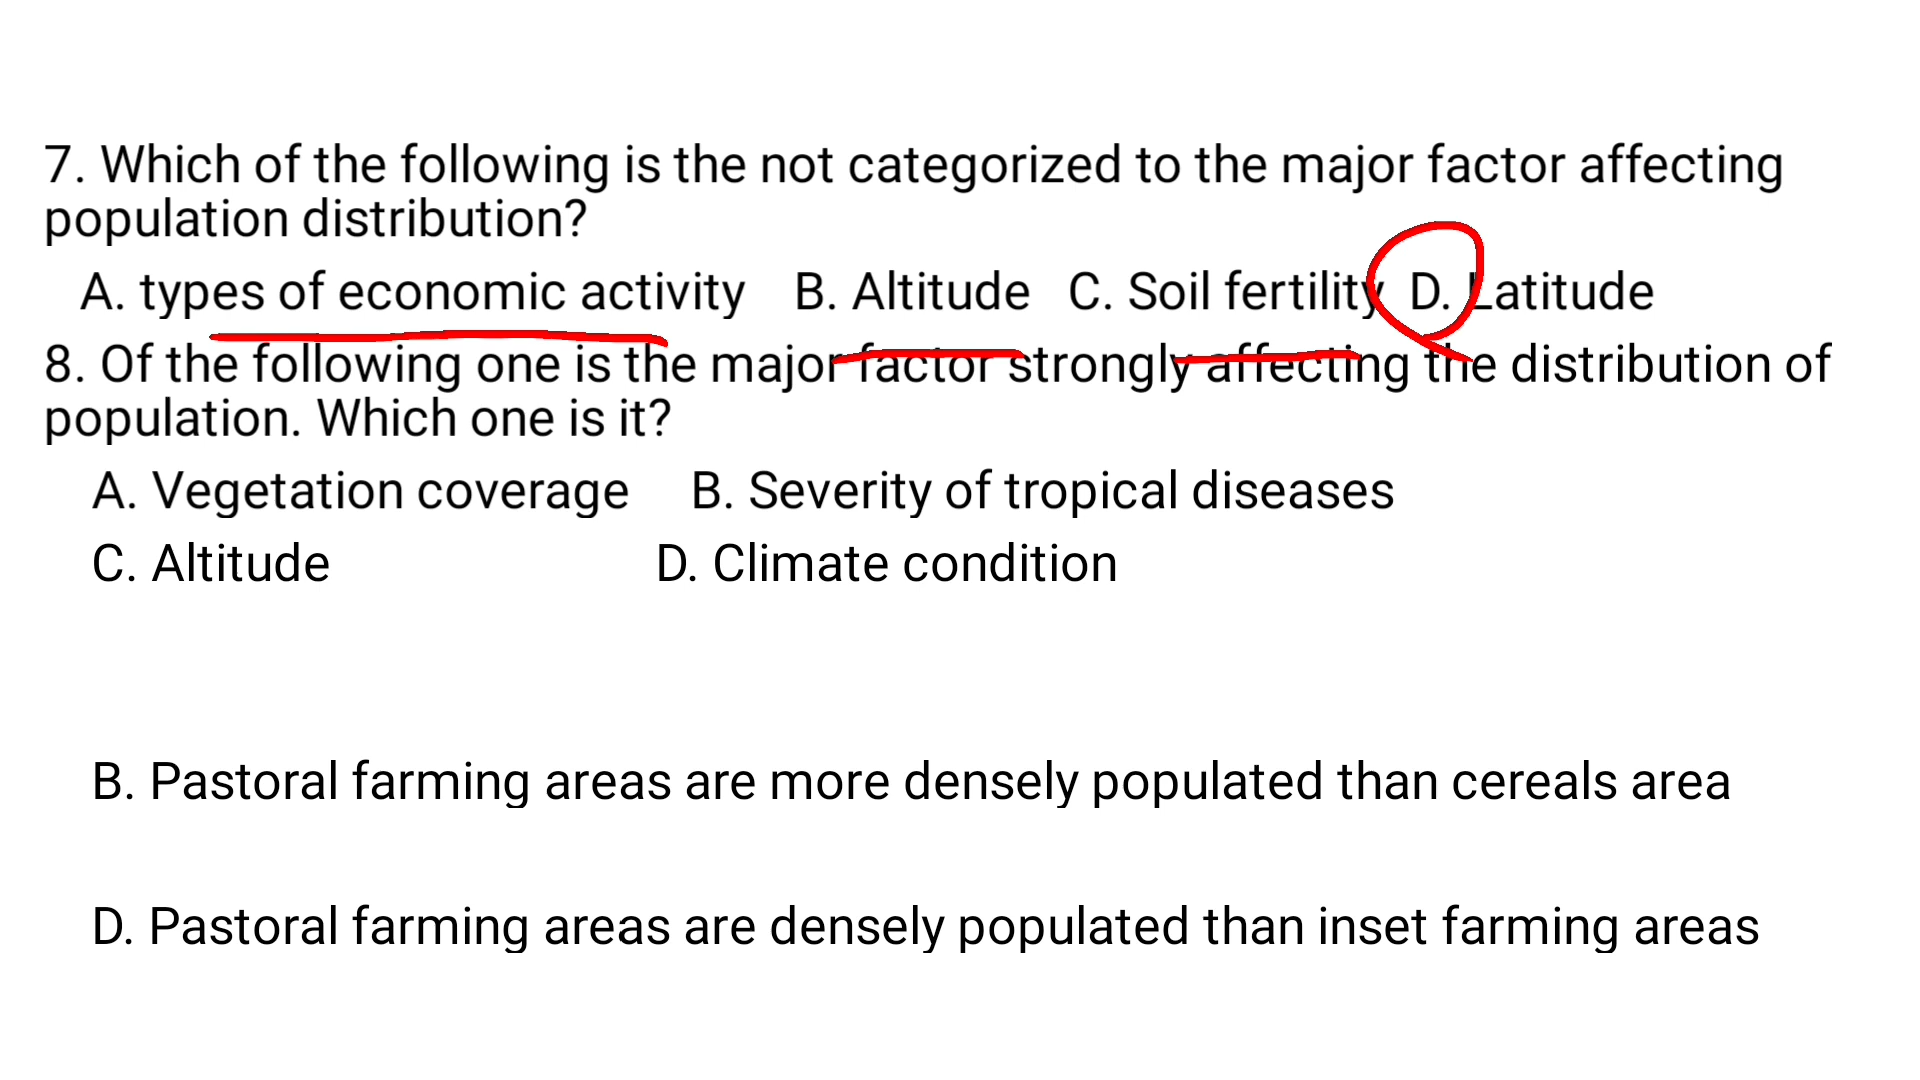 7. Which of the following is the not categorized to the major factor affecting
population distribution?
A. types of economic activity B. Altitude C. Soil fertility D. Latitude
8. Of the following one is the major factor strongly affecting the distribution of
population. Which one is it?
A. Vegetation coverage B. Severity of tropical diseases
C. Altitude D. Climate condition
B. Pastoral farming areas are more densely populated than cereals area
D. Pastoral farming areas are densely populated than inset farming areas